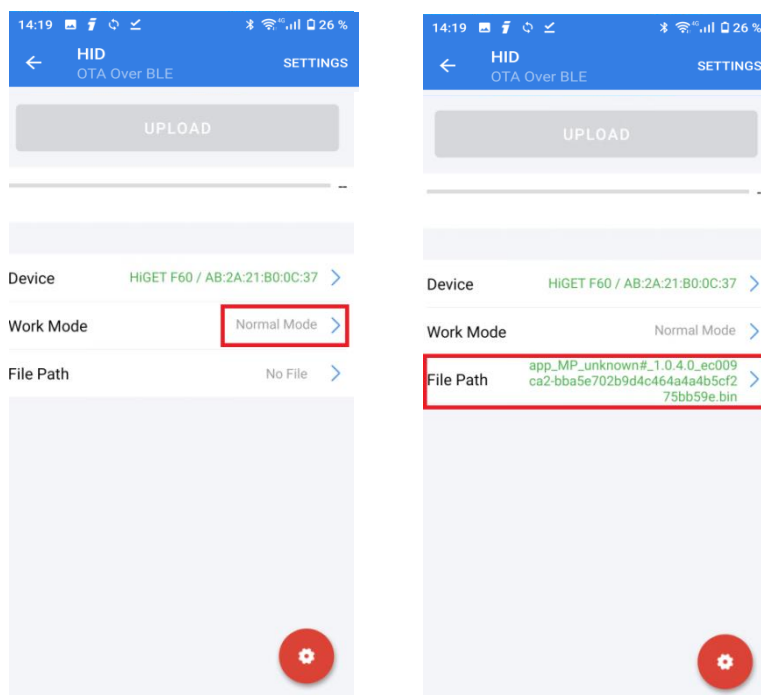 14:19 4G 26 %
HID
OTA Over BLE
SETTINGS
UPLOAD
--
Device HiGET F60 / AB:2A:21:B0:0C:37
Work Mode Normal Mode
File Path No File
14:19 4G 26 %
HID
OTA Over BLE
SETTINGS
UPLOAD
-
Device HiGET F60 / AB:2A:21:B0:0C:37
Work Mode Normal Mode
File Path app_MP_unknown#_1.0.4.0_ec009
ca2-bba5e702b9d4c464a4a4b5cf2
75bb59e.bin